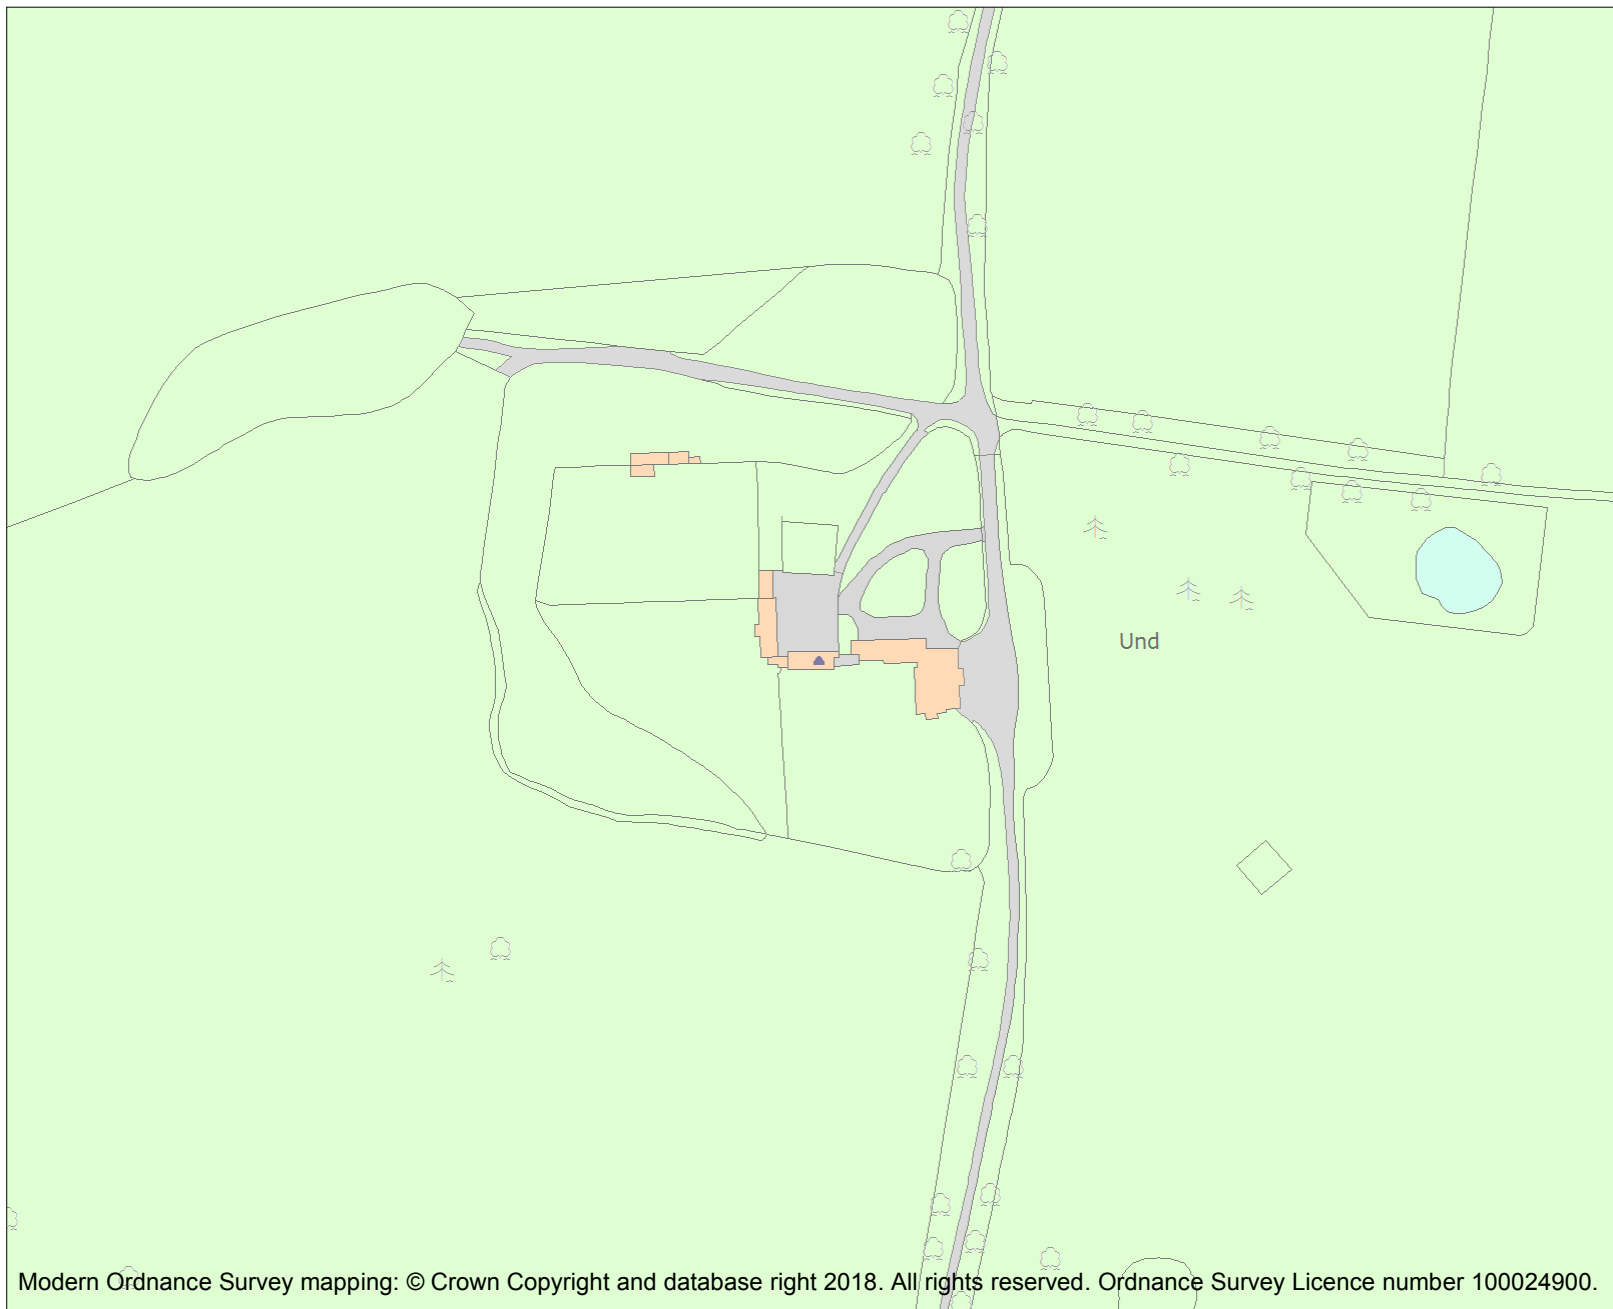 Und
Modern Ordnance Survey mapping: © Crown Copyright and database right 2018. All rights reserved. Ordnance Survey Licence number 100024900.